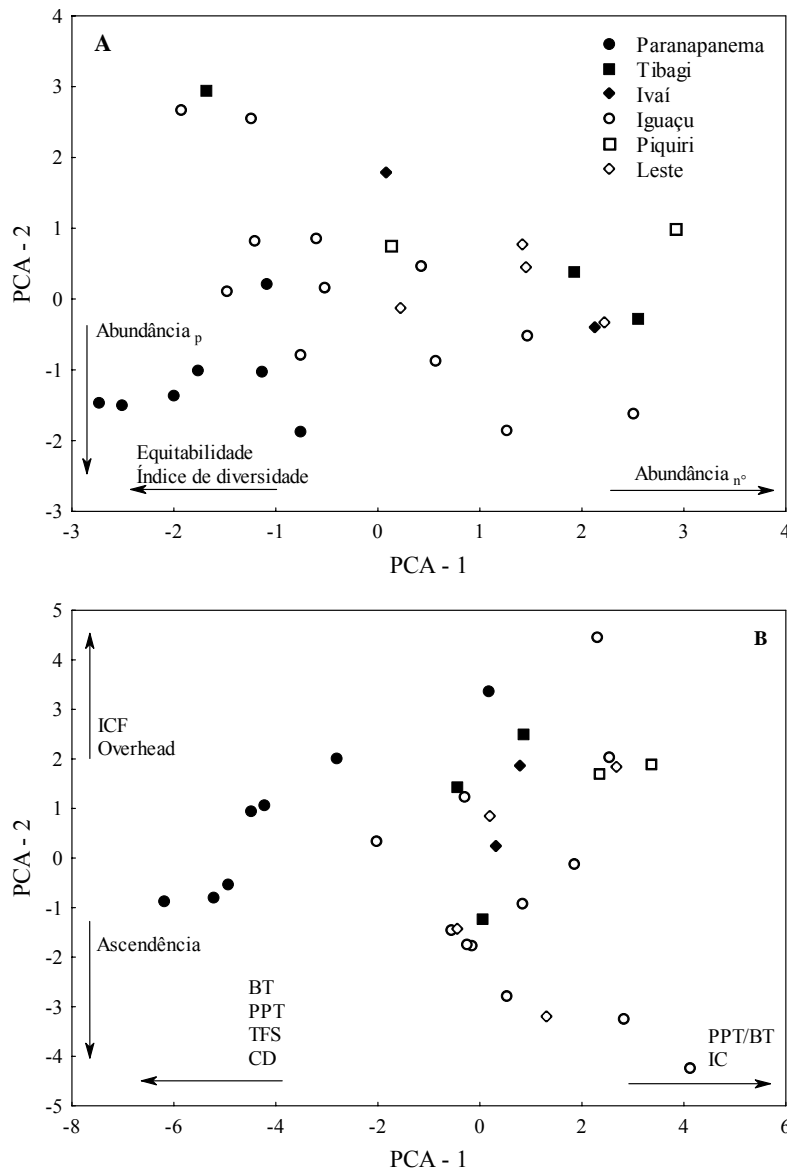 A
Paranapanema
Tibagi
Ivaí
Iguaçu
Piquiri
Leste
4
3
2
1
0
-1
-2
-3
PCA - 2
Abundância p
Equitabilidade
Índice de diversidade
Abundância n°
-3 -2 -1 0 1 2 3 4
PCA - 1
B
5
4
3
2
1
0
-1
-2
-3
-4
-5
PCA - 2
ICF
Overhead
Ascendência
BT
PPT
TFS
CD
PPT/BT
IC
-8 -6 -4 -2 0 2 4 6
PCA - 1